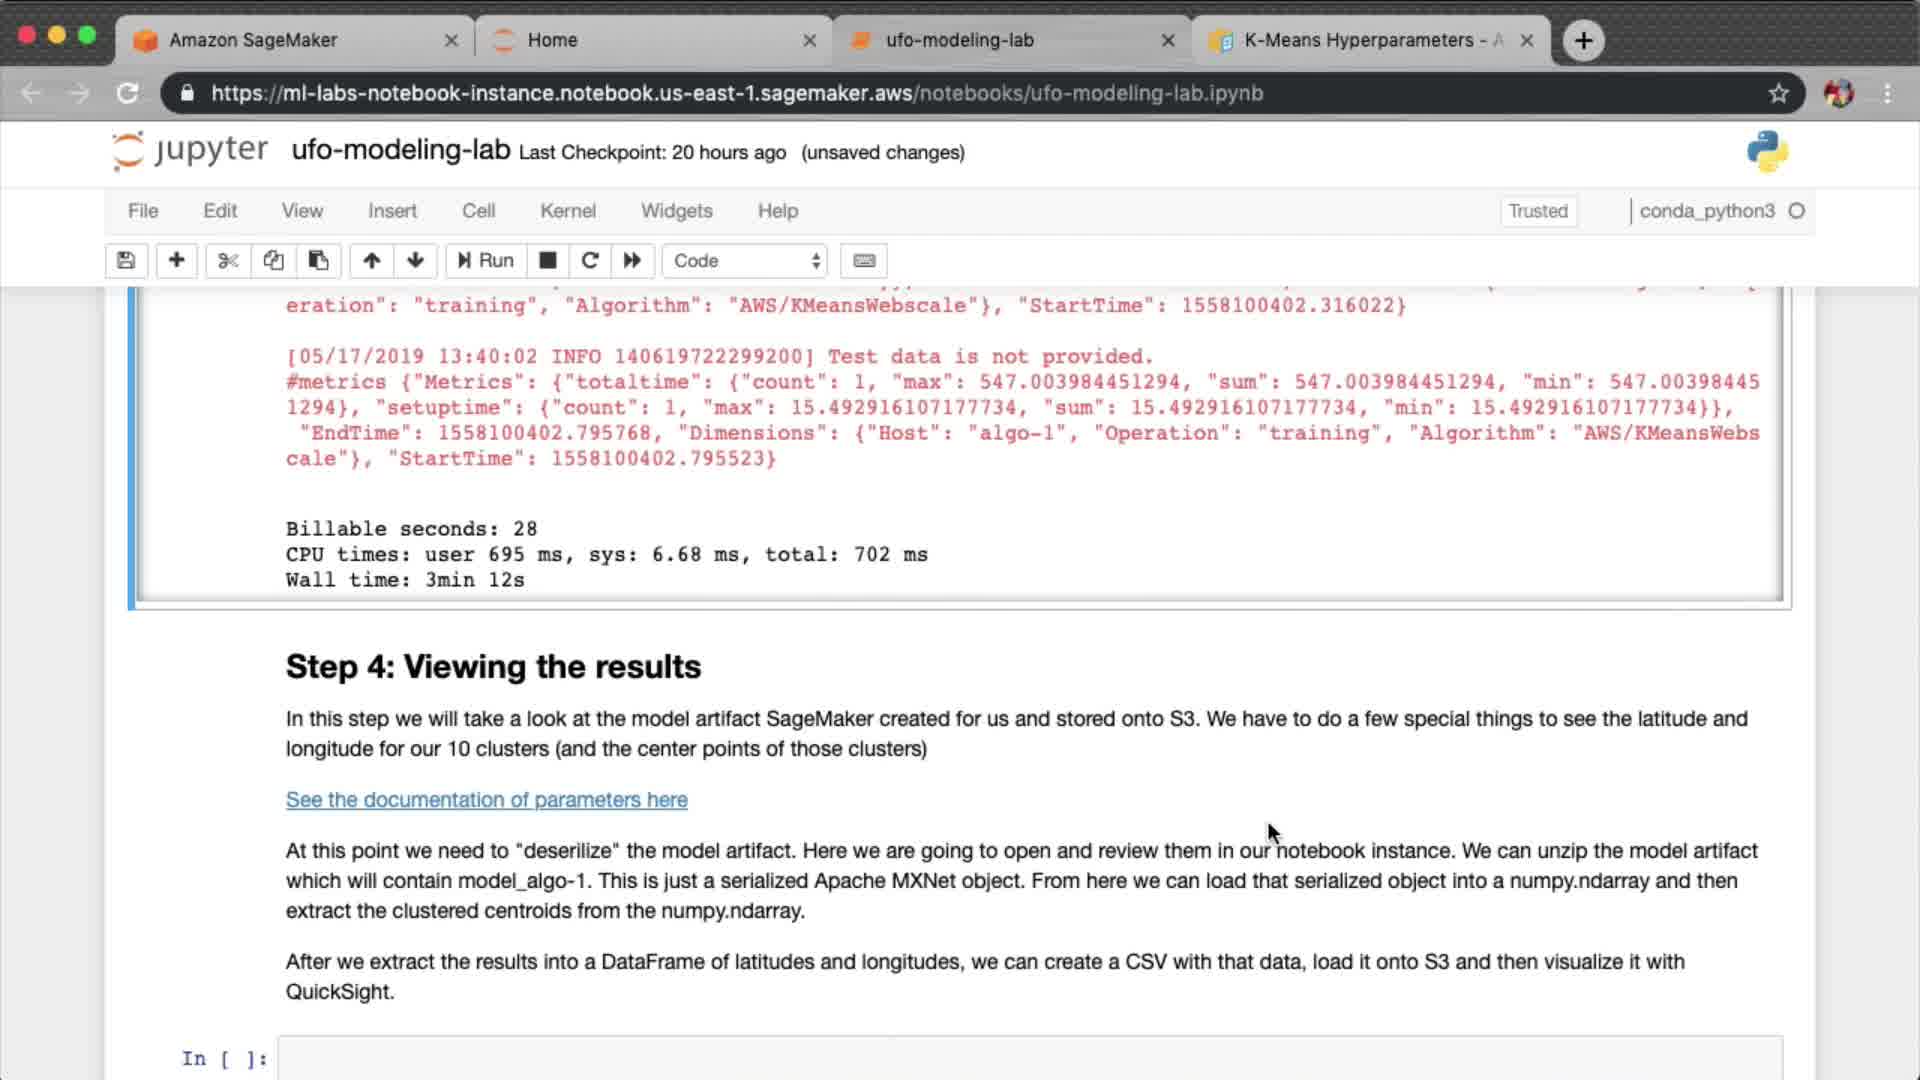 Amazon SageMaker
Home
ufo-modeling-lab
K-Means Hyperparameters - A
https://ml-labs-notebook-instance.notebook.us-east-1.sagemaker.aws/notebooks/ufo-modeling-lab.ipynb
jupyter ufo-modeling-lab Last Checkpoint: 20 hours ago (unsaved changes)
File Edit View Insert Cell Kernel Widgets Help Trusted conda_python3
Run Code
eration": "training", "Algorithm": "AWS/KMeansWebscale"}, "StartTime": 1558100402.316022}
[05/17/2019 13:40:02 INFO 140619722299200] Test data is not provided.
#metrics {"Metrics": {"totaltime": {"count": 1, "max": 547.003984451294, "sum": 547.003984451294, "min": 547.00398445
1294}, "setuptime": {"count": 1, "max": 15.492916107177734, "sum": 15.492916107177734, "min": 15.492916107177734}},
"EndTime": 1558100402.795768, "Dimensions": {"Host": "algo-1", "Operation": "training", "Algorithm": "AWS/KMeansWebs
cale"}, "StartTime": 1558100402.795523}
Billable seconds: 28
CPU times: user 695 ms, sys: 6.68 ms, total: 702 ms
Wall time: 3min 12s
Step 4: Viewing the results
In this step we will take a look at the model artifact SageMaker created for us and stored onto S3. We have to do a few special things to see the latitude and
longitude for our 10 clusters (and the center points of those clusters)
See the documentation of parameters here
At this point we need to "deserilize" the model artifact. Here we are going to open and review them in our notebook instance. We can unzip the model artifact
which will contain model_algo-1. This is just a serialized Apache MXNet object. From here we can load that serialized object into a numpy.ndarray and then
extract the clustered centroids from the numpy.ndarray.
After we extract the results into a DataFrame of latitudes and longitudes, we can create a CSV with that data, load it onto S3 and then visualize it with
QuickSight.
In [ ]: